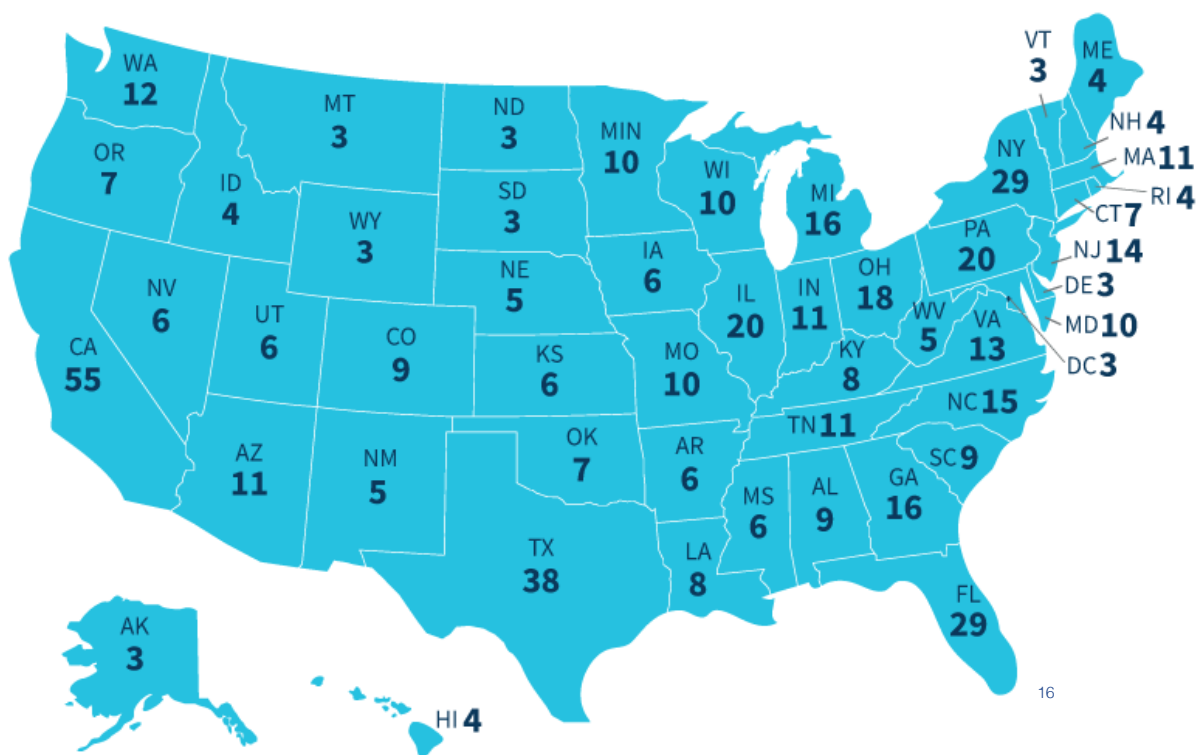 WA
12
OR
7
CA
55
NV
6
ID
4
MT
3
WY
3
UT
6
AZ
11
CO
9
NM
5
ND
3
SD
3
NE
5
KS
6
OK
7
TX
38
MIN
10
IA
6
MO
10
AR
6
LA
8
WI
10
IL
20
MI
16
IN
11
OH
18
KY
8
TN 11
MS
6
AL
9
GA
16
FL
29
SC 9
NC 15
VA
13
WV
5
PA
20
NY
29
VT
3
ME
4
NH 4
MA 11
RI 4
CT 7
NJ 14
DE 3
MD 10
DC 3
AK
3
HI 4
16